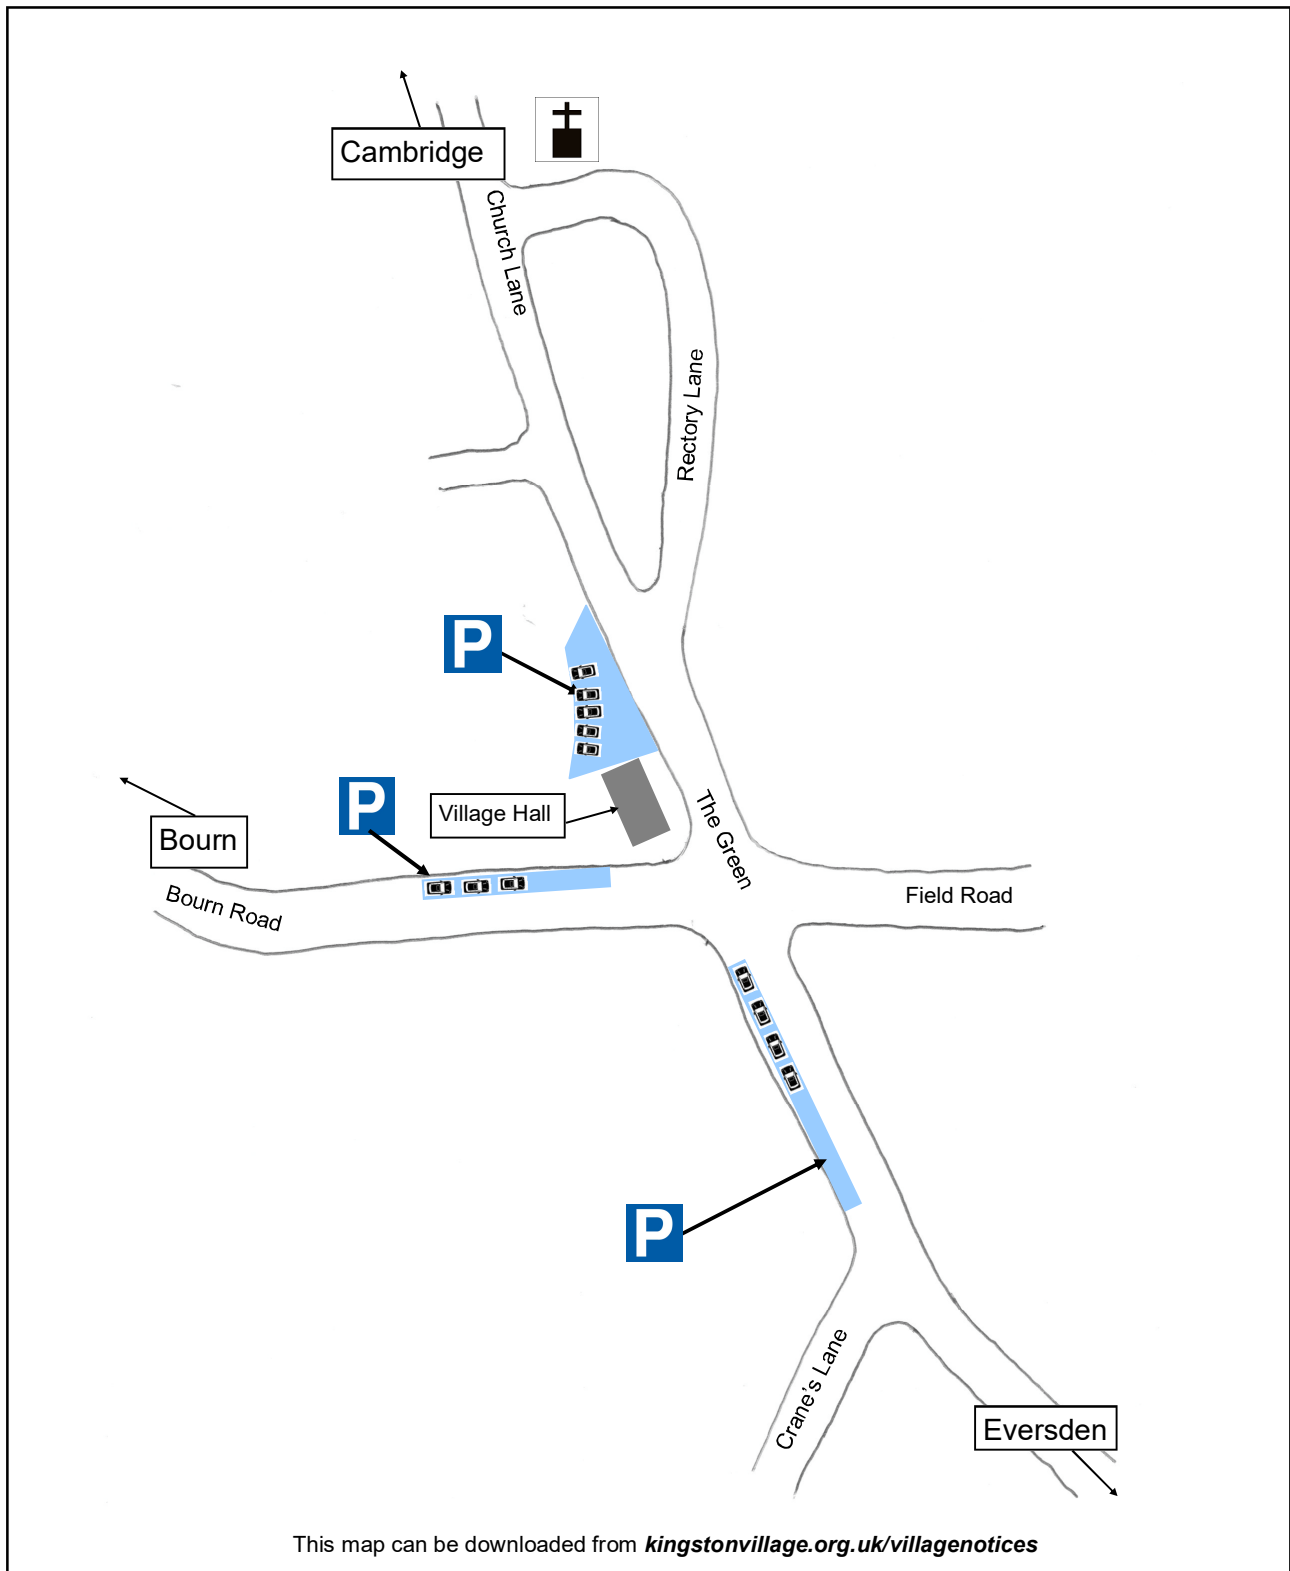 Cambridge
Church Lane
Rectory Lane
P
P
Village Hall
The Green
Bourn
Bourn Road
Field Road
P
Crane's Lane
Eversden
This map can be downloaded from kingstonvillage.org.uk/villagenotices